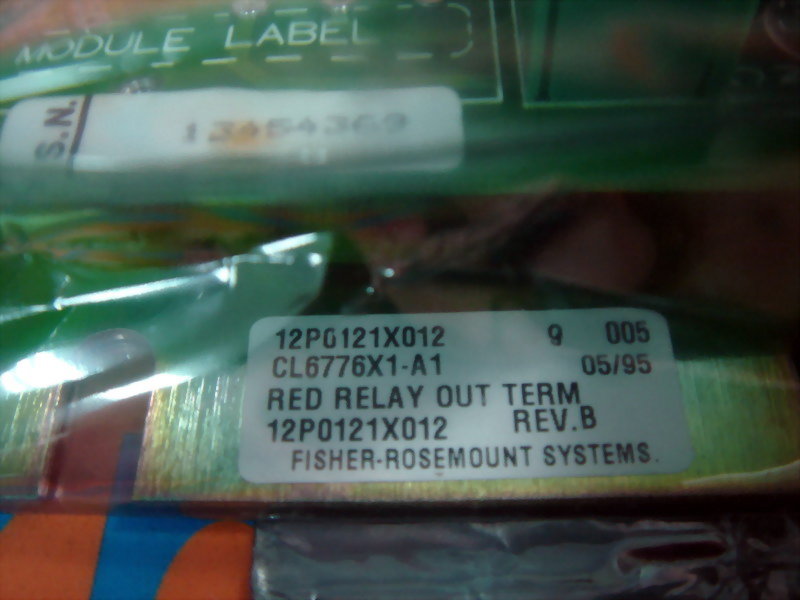 MODULE LABEL
S.N.
12P0121X012 9 005
CL6776X1-A1 05/95
RED RELAY OUT TERM
12P0121X012 REV.B
FISHER-ROSEMOUNT SYSTEMS.